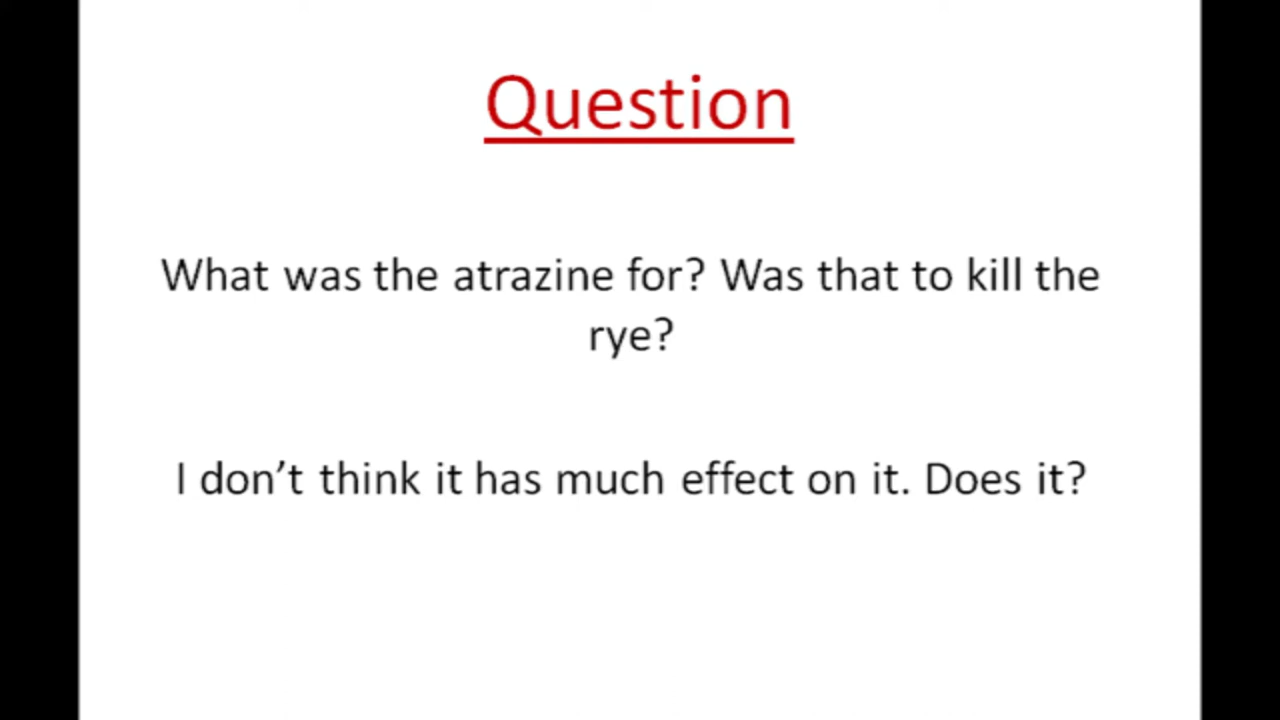 Question
What was the atrazine for? Was that to kill the
rye?
I don’t think it has much effect on it. Does it?